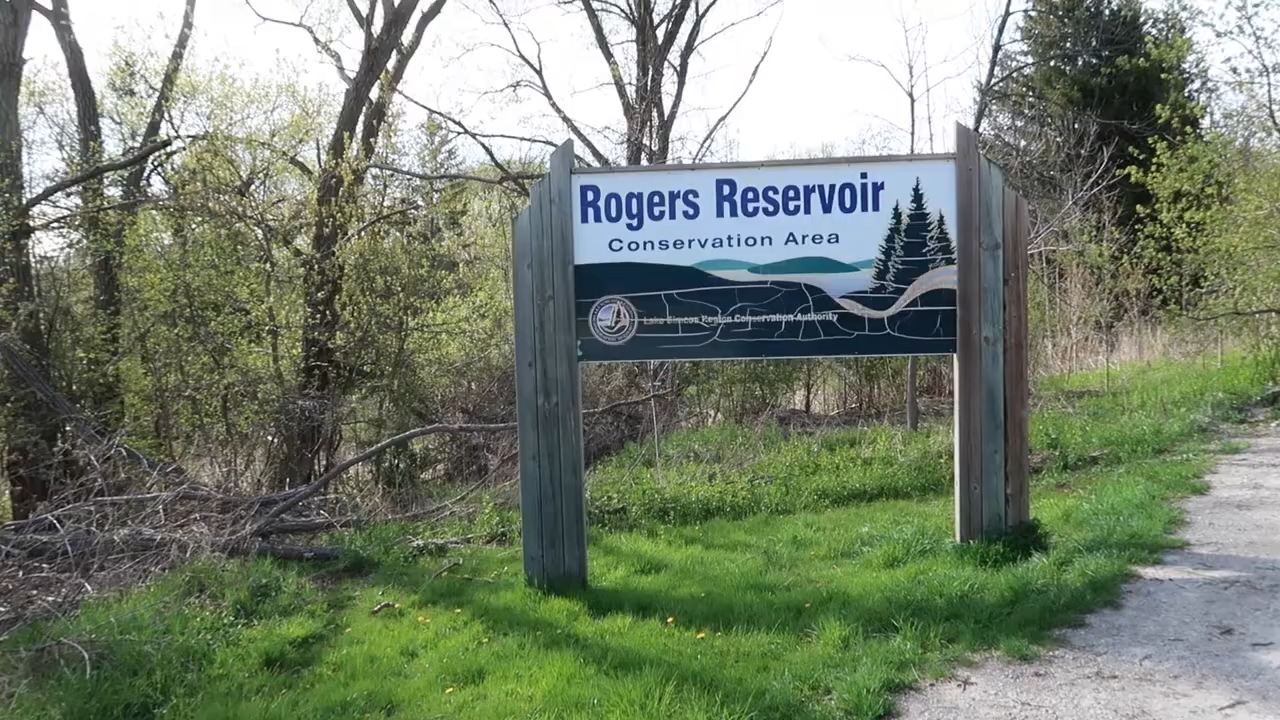 Rogers Reservoir
Conservation Area
Lake Simcoe Region Conservation Authority